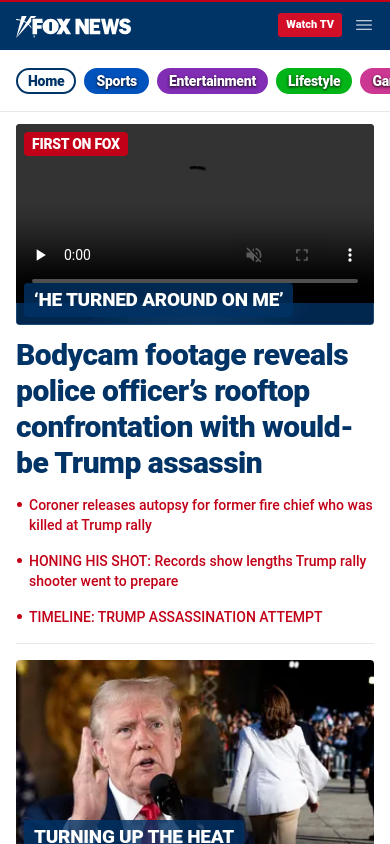 FOX NEWS
Watch TV
Home
Sports
Entertainment
Lifestyle
Ga
FIRST ON FOX
0:00
‘HE TURNED AROUND ON ME’
Bodycam footage reveals
police officer’s rooftop
confrontation with would-
be Trump assassin
• Coroner releases autopsy for former fire chief who was
killed at Trump rally
• HONING HIS SHOT: Records show lengths Trump rally
shooter went to prepare
• TIMELINE: TRUMP ASSASSINATION ATTEMPT
TURNING UP THE HEAT